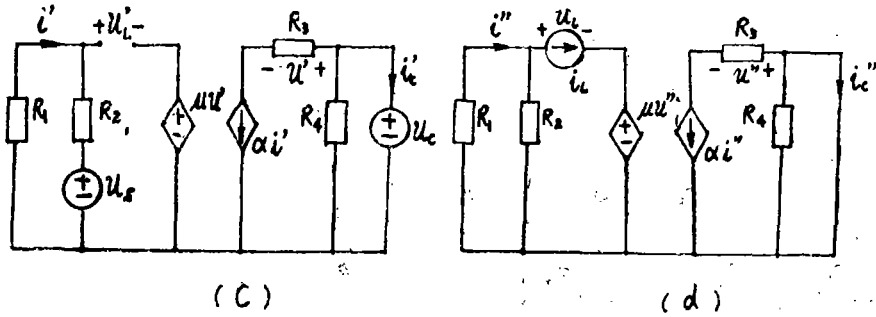 i' + u'L - R3 i'' + uL - R3
- u' + i'c iL - u'' + i''c
R1 R2 μu' αi' R4 uc R1 R2 μu'' αi'' R4
us
(C) (d)